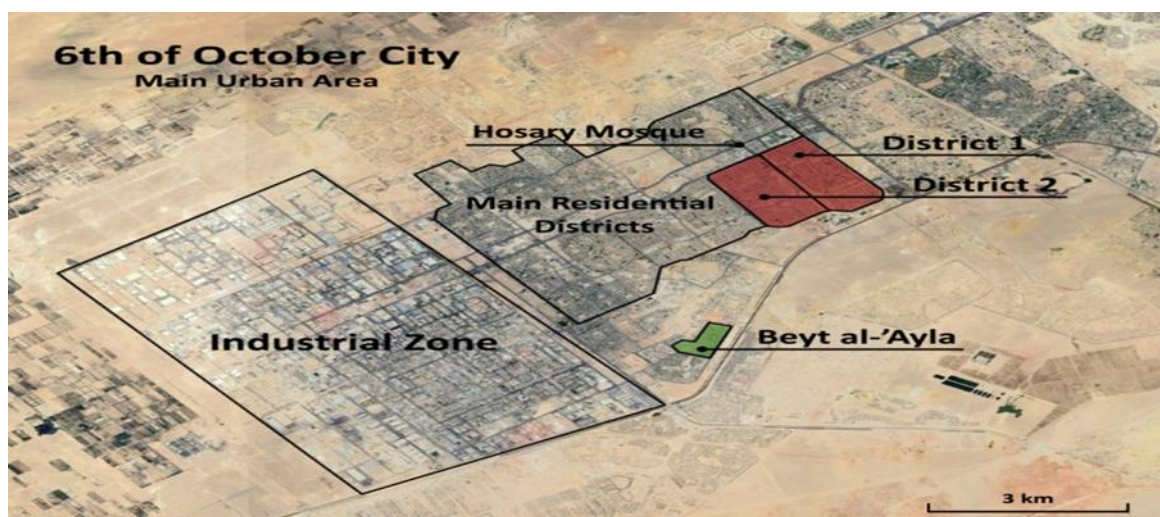 6th of October City
Main Urban Area
Hosary Mosque
District 1
District 2
Main Residential
Districts
Industrial Zone
Beyt al-'Ayla
3 km